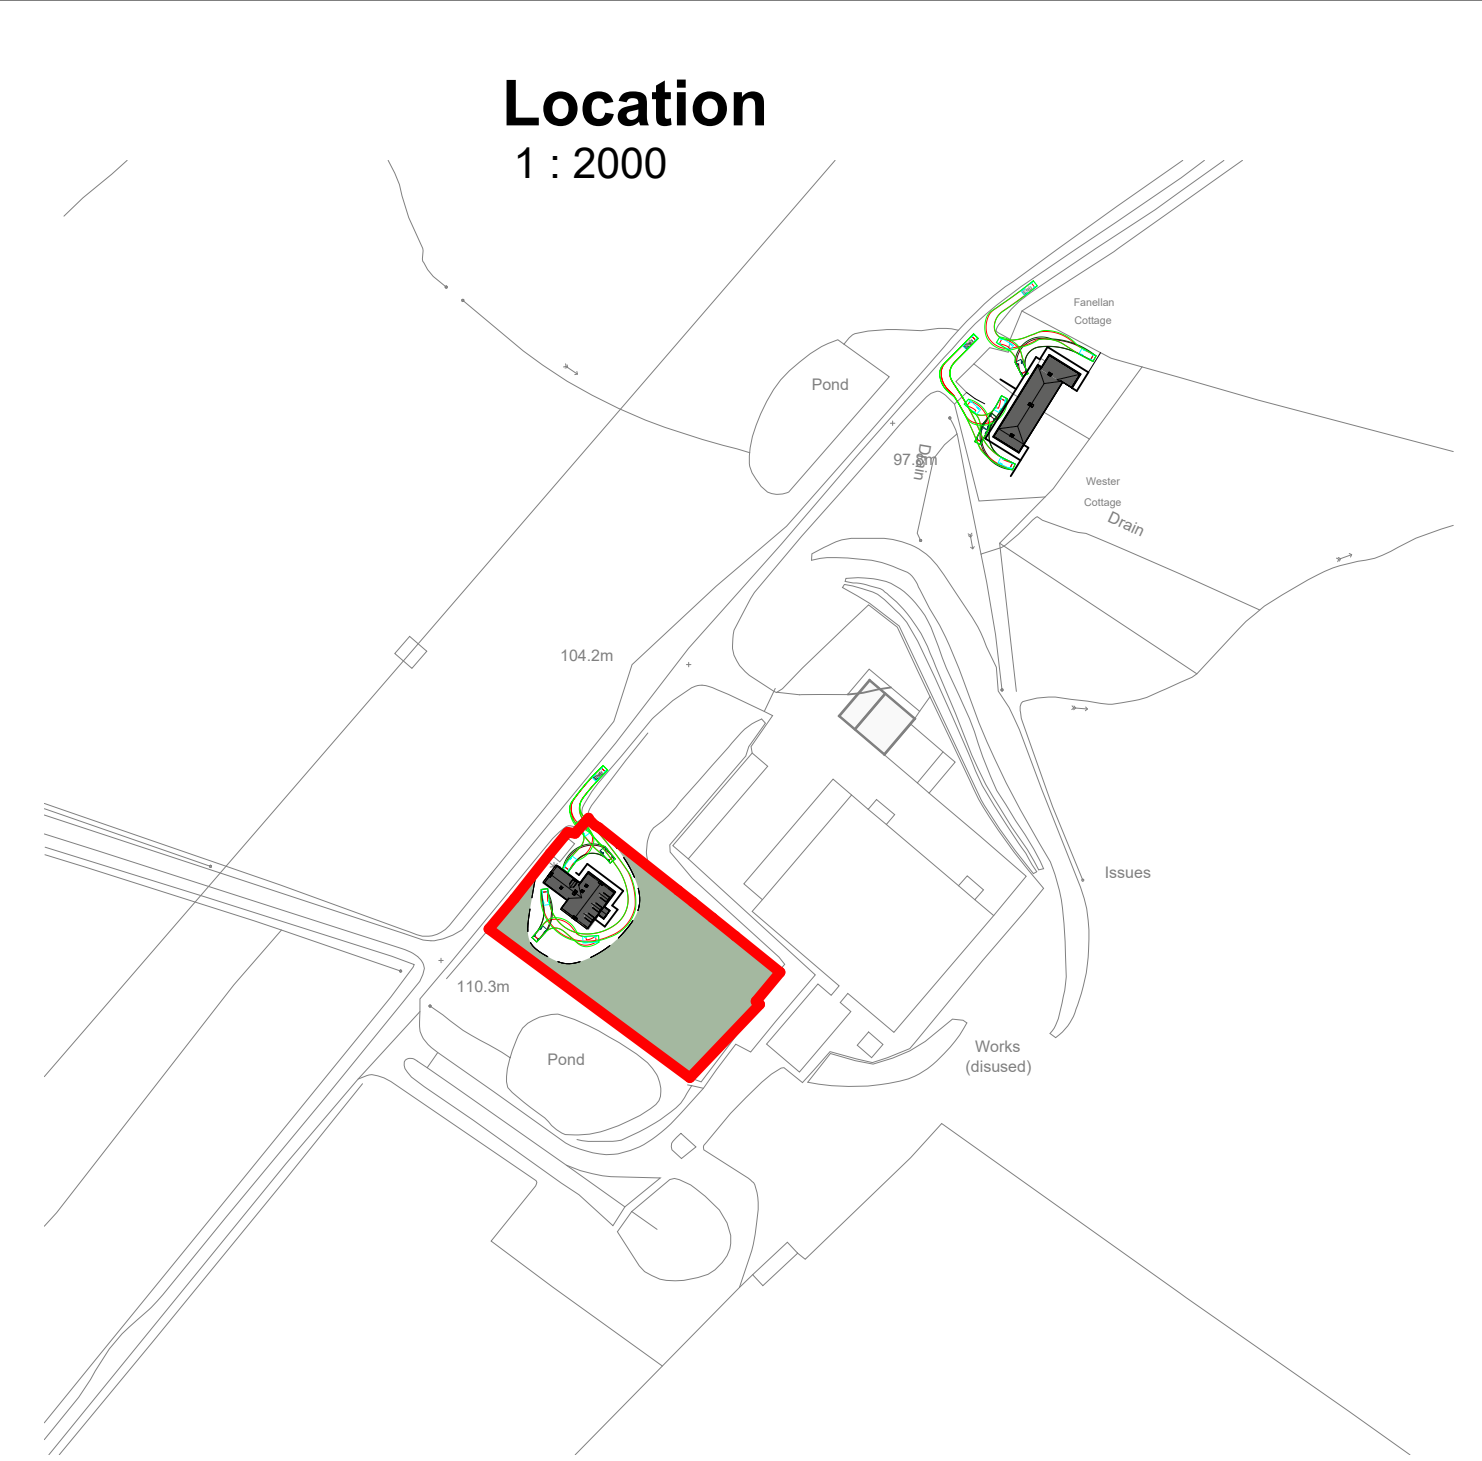 Location
1 : 2000
Fanellan
Cottage
Pond
Drain
97.8m
Wester
Cottage
Drain
104.2m
Issues
110.3m
Works
(disused)
Pond